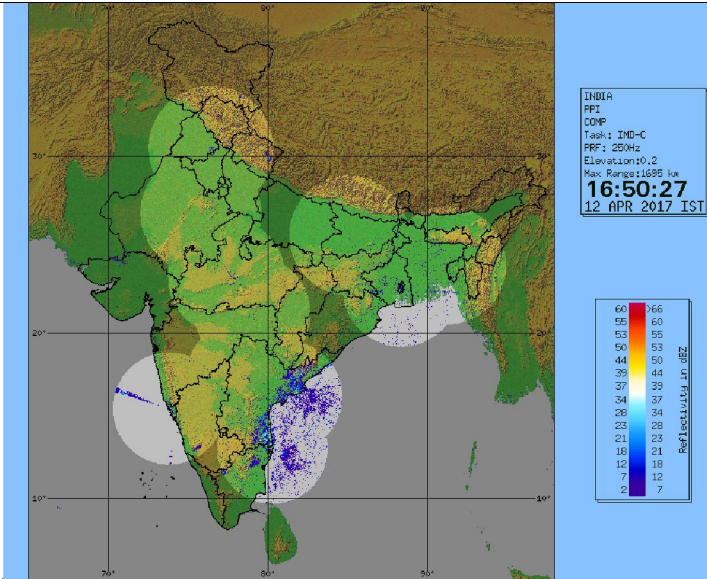 INDIA
PPI
COMP
Task: IMD-C
PRF: 250Hz
Elevation:0.2
Max Range:1695 km
16:50:27
12 APR 2017 IST
30° 30°
20° 20°
10° 10°
70° 80° 90°
60 >66
55 60
53 55
50 53
44 50
39 44
37 39
34 37
28 34
23 28
21 23
18 21
12 18
7 12
2 7
Reflectivity in dBZ